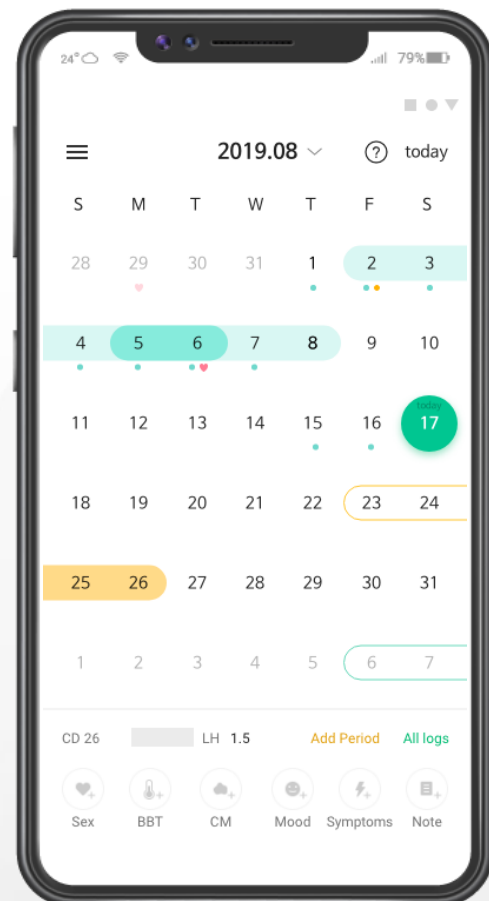 24° 79%
2019.08 ? today
S M T W T F S
28 29 30 31 1 2 3
4 5 6 7 8 9 10
11 12 13 14 15 16 today 17
18 19 20 21 22 23 24
25 26 27 28 29 30 31
1 2 3 4 5 6 7
CD 26 LH 1.5 Add Period All logs
Sex BBT CM Mood Symptoms Note